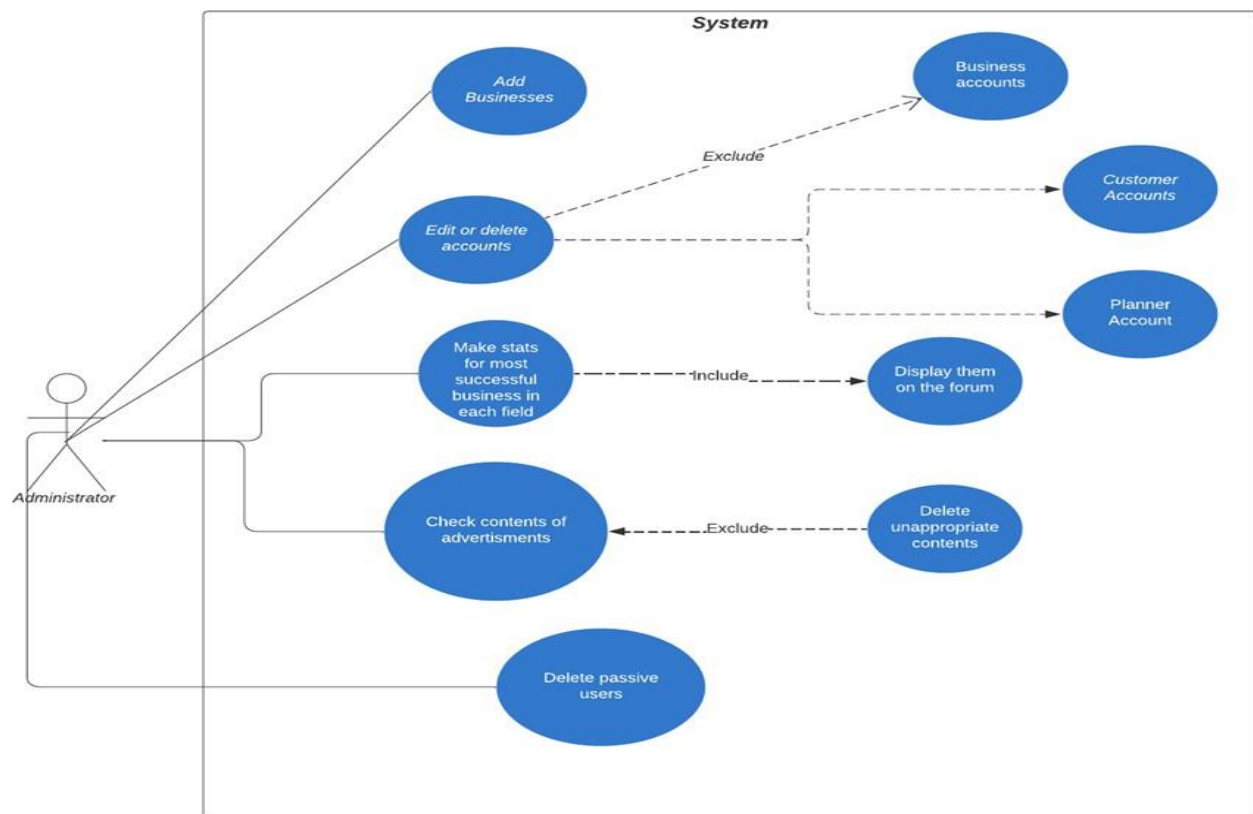 System
Add
Businesses
Business
accounts
Exclude
Customer
Accounts
Edit or delete
accounts
Planner
Account
Make stats
for most
successful
business in
each field
Include
Display them
on the forum
Administrator
Check contents of
advertisments
Exclude
Delete
unappropriate
contents
Delete passive
users